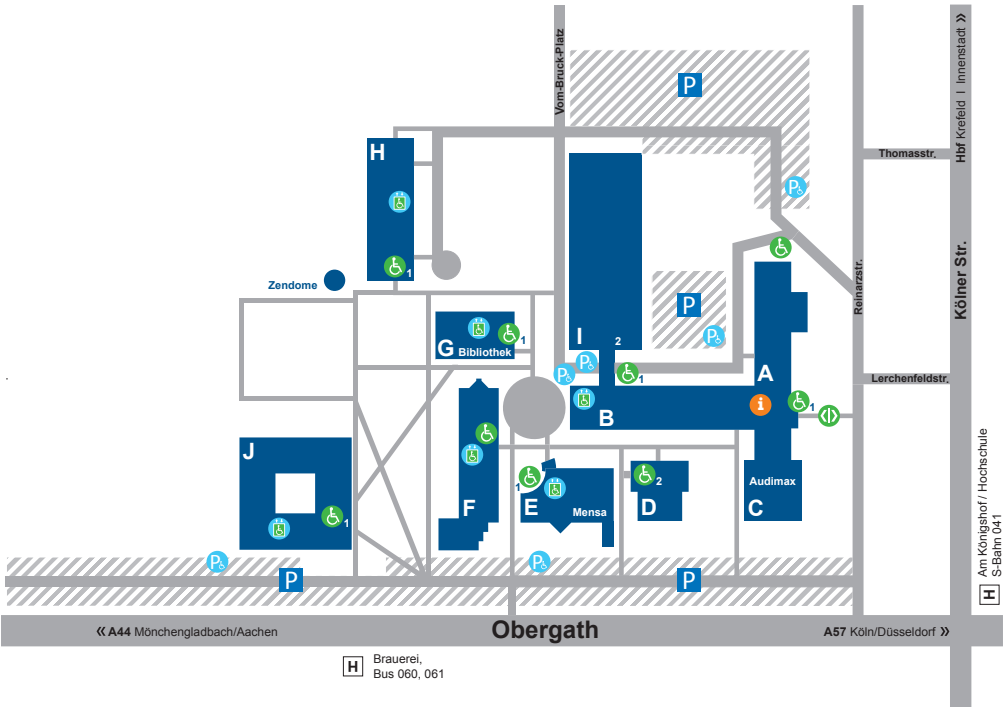 Vom-Bruck-Platz
Hbf Krefeld I Innenstadt »
P
H
Thomasstr.
P
1
Zendome
Reinarzstr.
Kölner Str.
P
I
2
P
G Bibliothek
1
P
P
1
A
Lerchenfeldstr.
i
1
B
J
1
F
1
E
Mensa
2
D
Audimax
C
P
P
P
P
Am Königshof / Hochschule
S-Bahn 041
H
« A44 Mönchengladbach/Aachen
Obergath
A57 Köln/Düsseldorf »
H
Brauerei,
Bus 060, 061